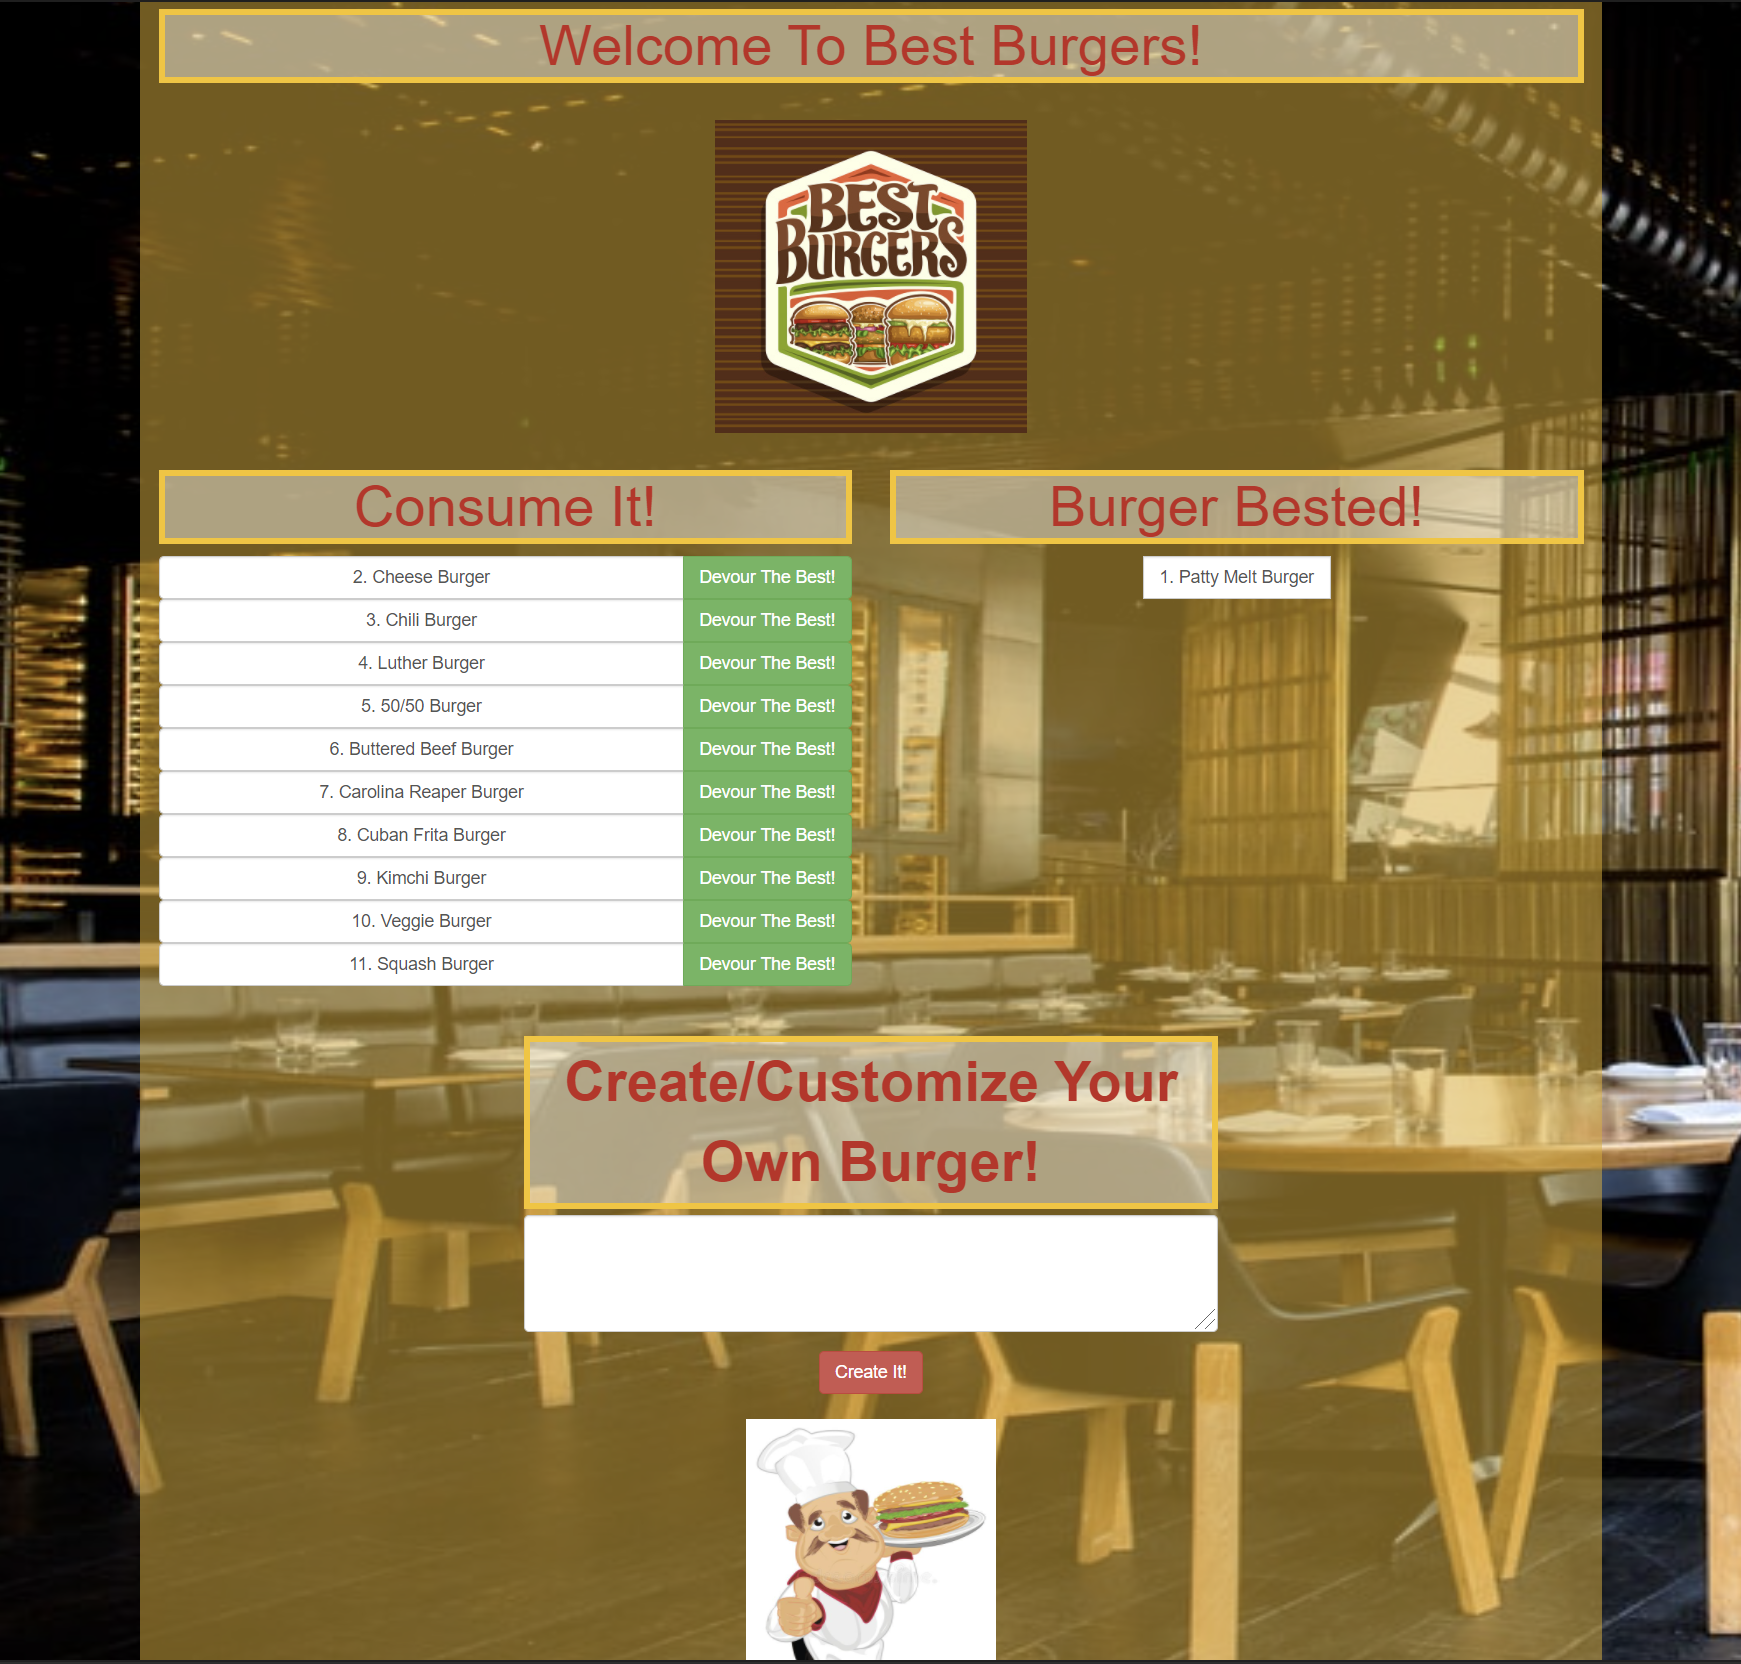 Welcome To Best Burgers!
BEST
BURGERS
Consume It!
2. Cheese Burger Devour The Best!
3. Chili Burger Devour The Best!
4. Luther Burger Devour The Best!
5. 50/50 Burger Devour The Best!
6. Buttered Beef Burger Devour The Best!
7. Carolina Reaper Burger Devour The Best!
8. Cuban Frita Burger Devour The Best!
9. Kimchi Burger Devour The Best!
10. Veggie Burger Devour The Best!
11. Squash Burger Devour The Best!
Burger Bested!
1. Patty Melt Burger
Create/Customize Your
Own Burger!
Create It!